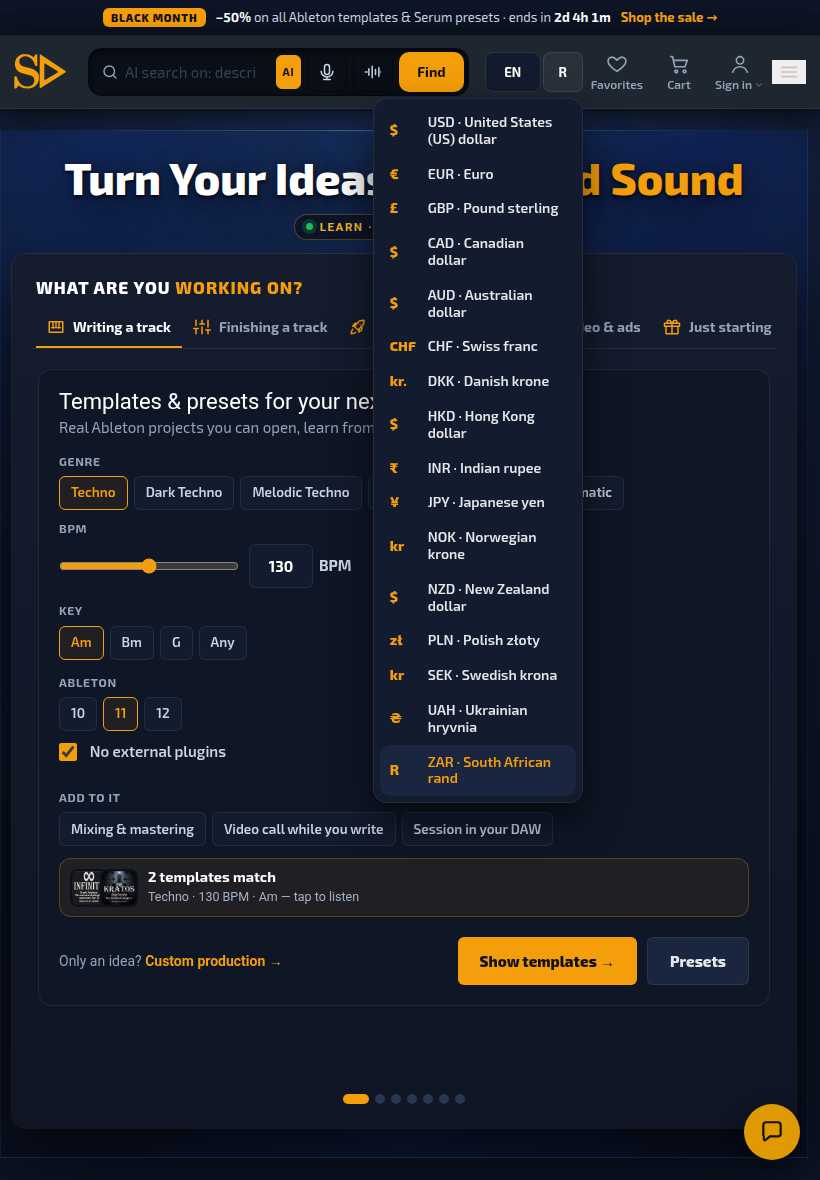 BLACK MONTH −50% on all Ableton templates & Serum presets · ends in 2d 4h 1m Shop the sale →
AI search on: descri
AI
Find
EN
R
Favorites
Cart
Sign in
USD · United States
(US) dollar
$
€ EUR · Euro
£ GBP · Pound sterling
$ CAD · Canadian
dollar
$ AUD · Australian
dollar
CHF CHF · Swiss franc
kr. DKK · Danish krone
$ HKD · Hong Kong
dollar
₹ INR · Indian rupee
¥ JPY · Japanese yen
kr NOK · Norwegian
krone
$ NZD · New Zealand
dollar
zł PLN · Polish złoty
kr SEK · Swedish krona
₴ UAH · Ukrainian
hryvnia
R ZAR · South African
rand
Turn Your Ideas
Sound
LEARN ·
WHAT ARE YOU WORKING ON?
Writing a track
Finishing a track
& ads
Just starting
Templates & presets for your
Real Ableton projects you can open, learn from
GENRE
Techno
Dark Techno
Melodic Techno
BPM
130 BPM
KEY
Am
Bm
G
Any
ABLETON
10
11
12
No external plugins
ADD TO IT
Mixing & mastering
Video call while you write
Session in your DAW
INFINIT
KRATOS
2 templates match
Techno · 130 BPM · Am — tap to listen
Only an idea? Custom production →
Show templates →
Presets